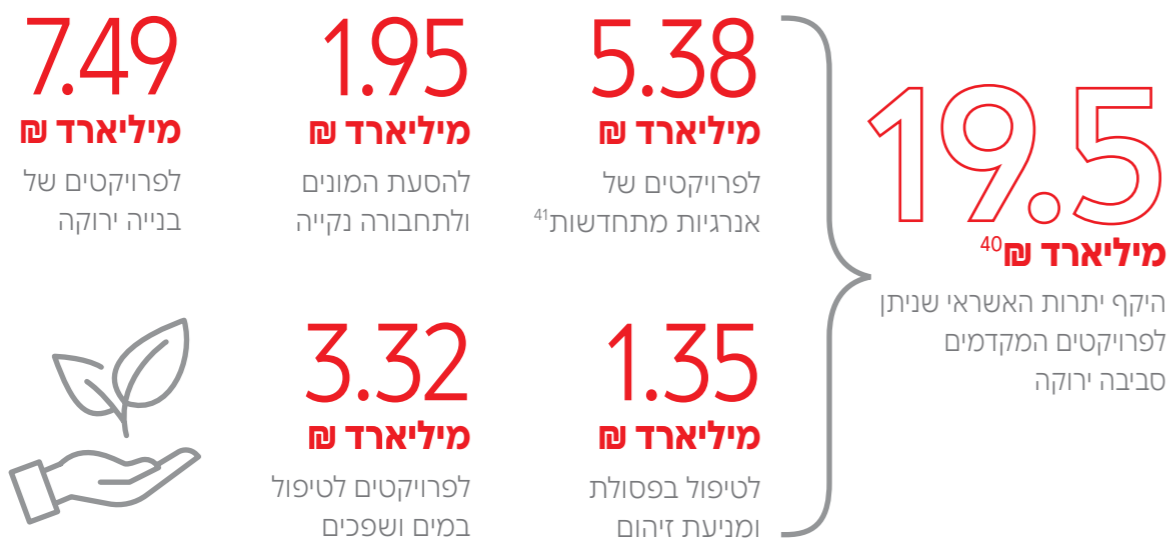 19.5
מיליארד ₪40
היקף יתרות האשראי שניתן
לפרויקטים המקדמים
סביבה ירוקה
5.38
מיליארד ₪
לפרויקטים של
אנרגיות מתחדשות41
1.95
מיליארד ₪
להסעת המונים
ולתחבורה נקייה
7.49
מיליארד ₪
לפרויקטים של
בנייה ירוקה
1.35
מיליארד ₪
לטיפול בפסולת
ומניעת זיהום
3.32
מיליארד ₪
לפרויקטים לטיפול
במים ושפכים